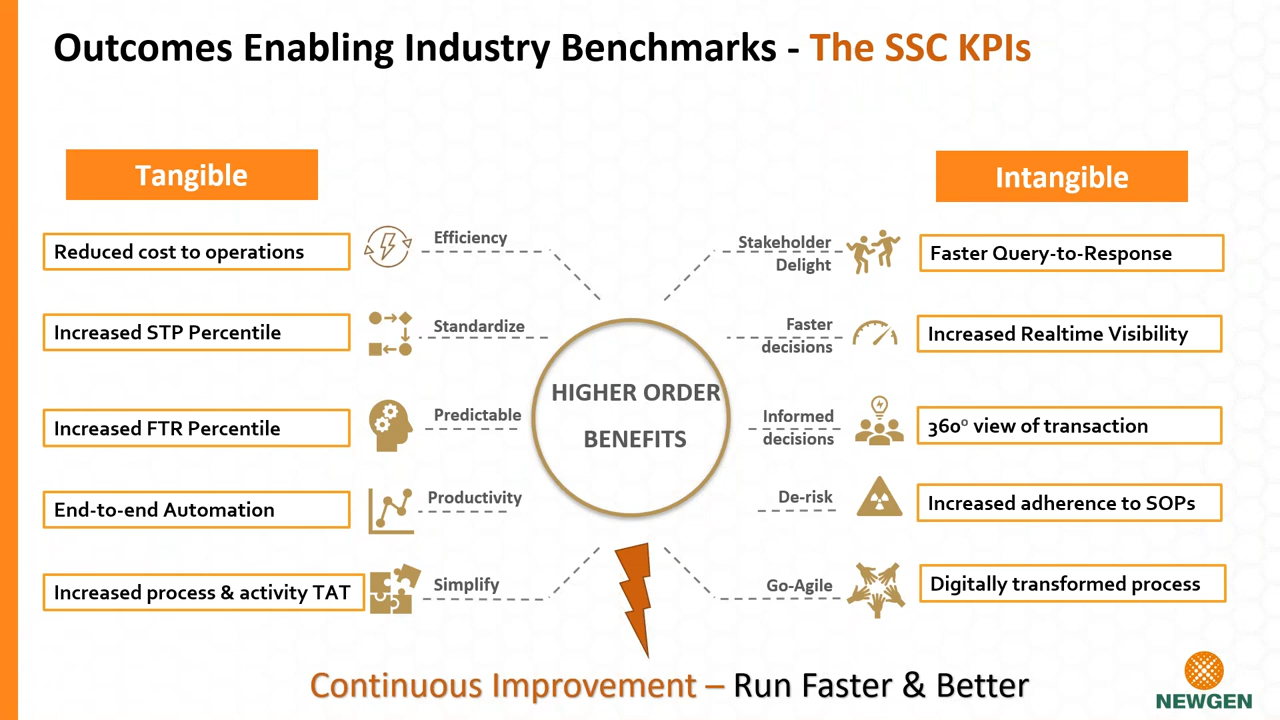 Outcomes Enabling Industry Benchmarks - The SSC KPIs
Tangible
Intangible
Reduced cost to operations
Efficiency
Stakeholder
Delight
Faster Query-to-Response
Increased STP Percentile
Standardize
Faster
decisions
Increased Realtime Visibility
HIGHER ORDER
BENEFITS
Increased FTR Percentile
Predictable
Informed
decisions
360° view of transaction
End-to-end Automation
Productivity
De-risk
Increased adherence to SOPs
Increased process & activity TAT
Simplify
Go-Agile
Digitally transformed process
Continuous Improvement – Run Faster & Better
NEWGEN